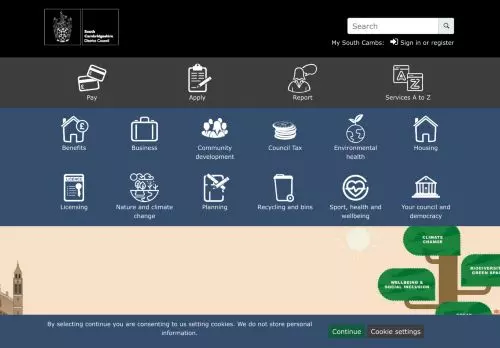 South
Cambridgeshire
District Council
Search
My South Cambs: Sign in or register
Pay
Apply
Report
Services A to Z
Benefits
Business
Community
development
Council Tax
Environmental
health
Housing
LICENCE
Licensing
Nature and climate
change
Planning
Recycling and bins
Sport, health and
wellbeing
Your council and
democracy
CLIMATE
CHANGE
WELLBEING &
SOCIAL INCLUSION
BIODIVERSI
GREEN SPAC
By selecting continue you are consenting to us setting cookies. We do not store personal
information.
Continue
Cookie settings